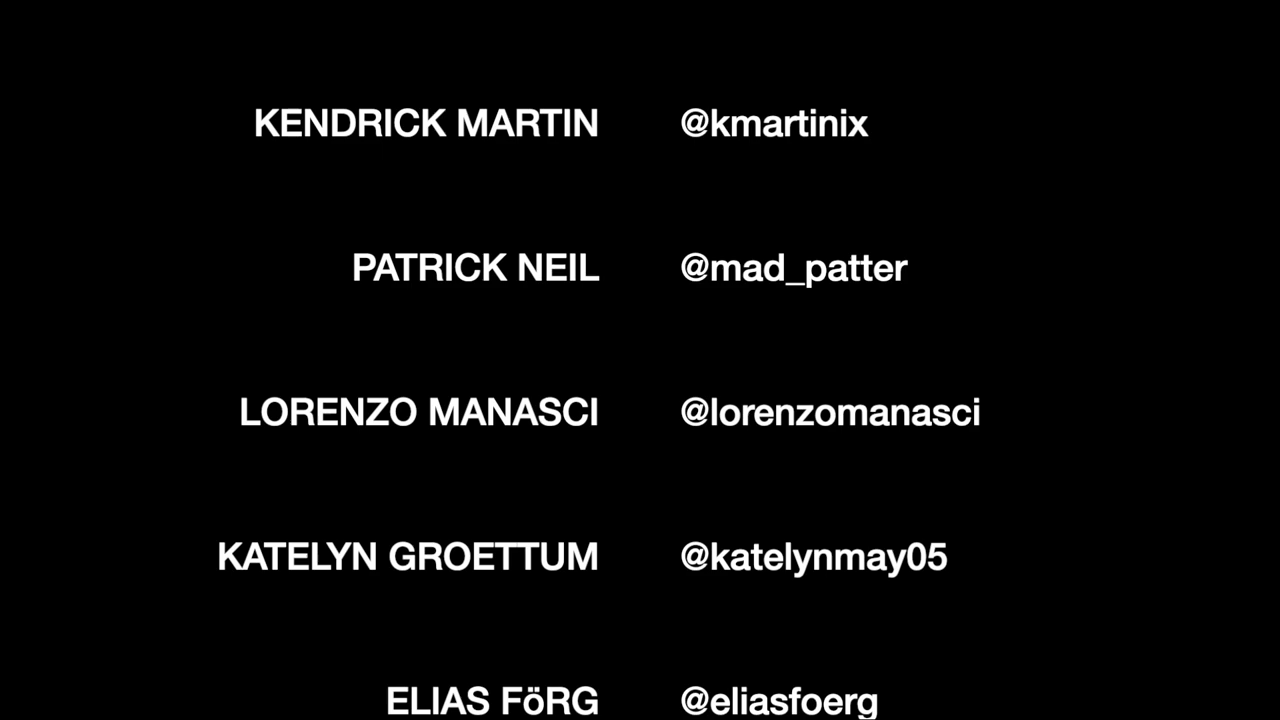 KENDRICK MARTIN @kmartinix
PATRICK NEIL @mad_patter
LORENZO MANASCI @lorenzomanasci
KATELYN GROETTUM @katelynmay05
ELIAS FöRG @eliasfoerg